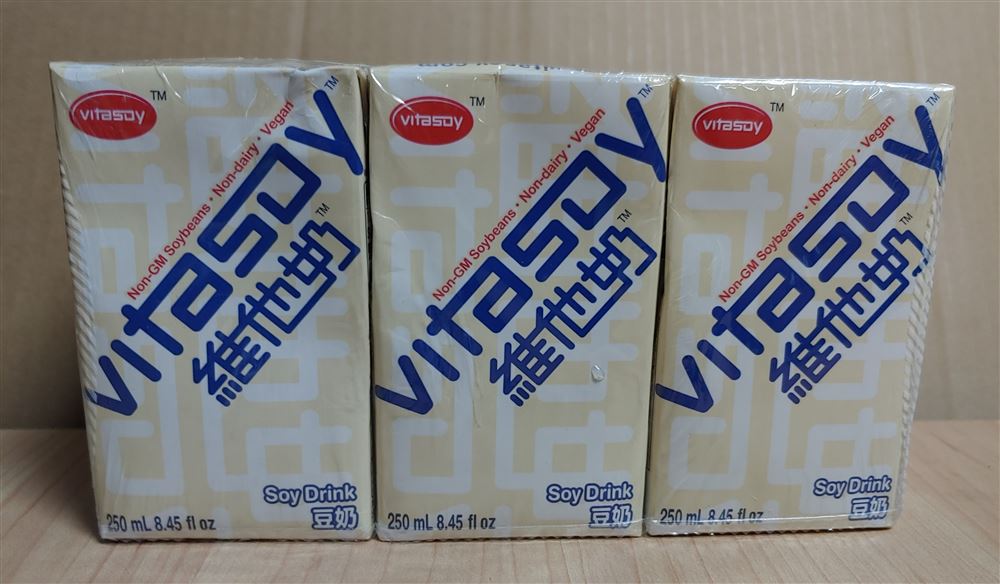 vitasoy TM
Non-GM Soybeans · Non-dairy · Vegan
vitasoy TM
維他奶 TM
Soy Drink
豆奶
250 mL 8.45 fl oz
vitasoy TM
Non-GM Soybeans · Non-dairy · Vegan
vitasoy TM
維他奶 TM
Soy Drink
豆奶
250 mL 8.45 fl oz
vitasoy TM
Non-GM Soybeans · Non-dairy · Vegan
vitasoy TM
維他奶 TM
Soy Drink
豆奶
250 mL 8.45 fl oz